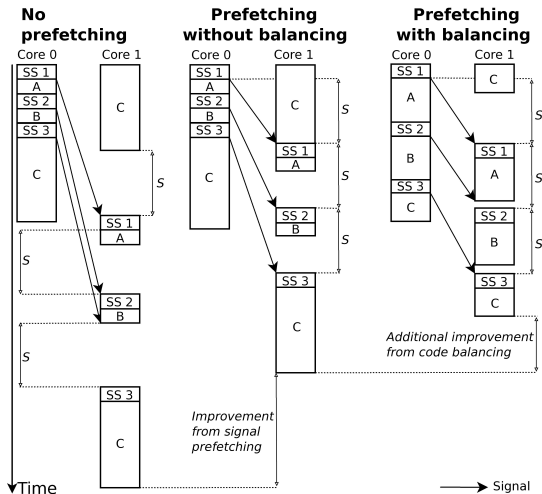 No
prefetching
Prefetching
without balancing
Prefetching
with balancing
Core 0
Core 1
Core 0
Core 1
Core 0
Core 1
SS 1
A
SS 2
B
SS 3
C
C
S
SS 1
A
S
SS 2
B
S
SS 3
C
SS 1
A
SS 2
B
SS 3
C
C
S
SS 1
A
S
SS 2
B
S
SS 3
C
SS 1
A
SS 2
B
SS 3
C
C
S
SS 1
A
S
SS 2
B
S
SS 3
C
Additional improvement
from code balancing
Improvement
from signal
prefetching
Time
Signal